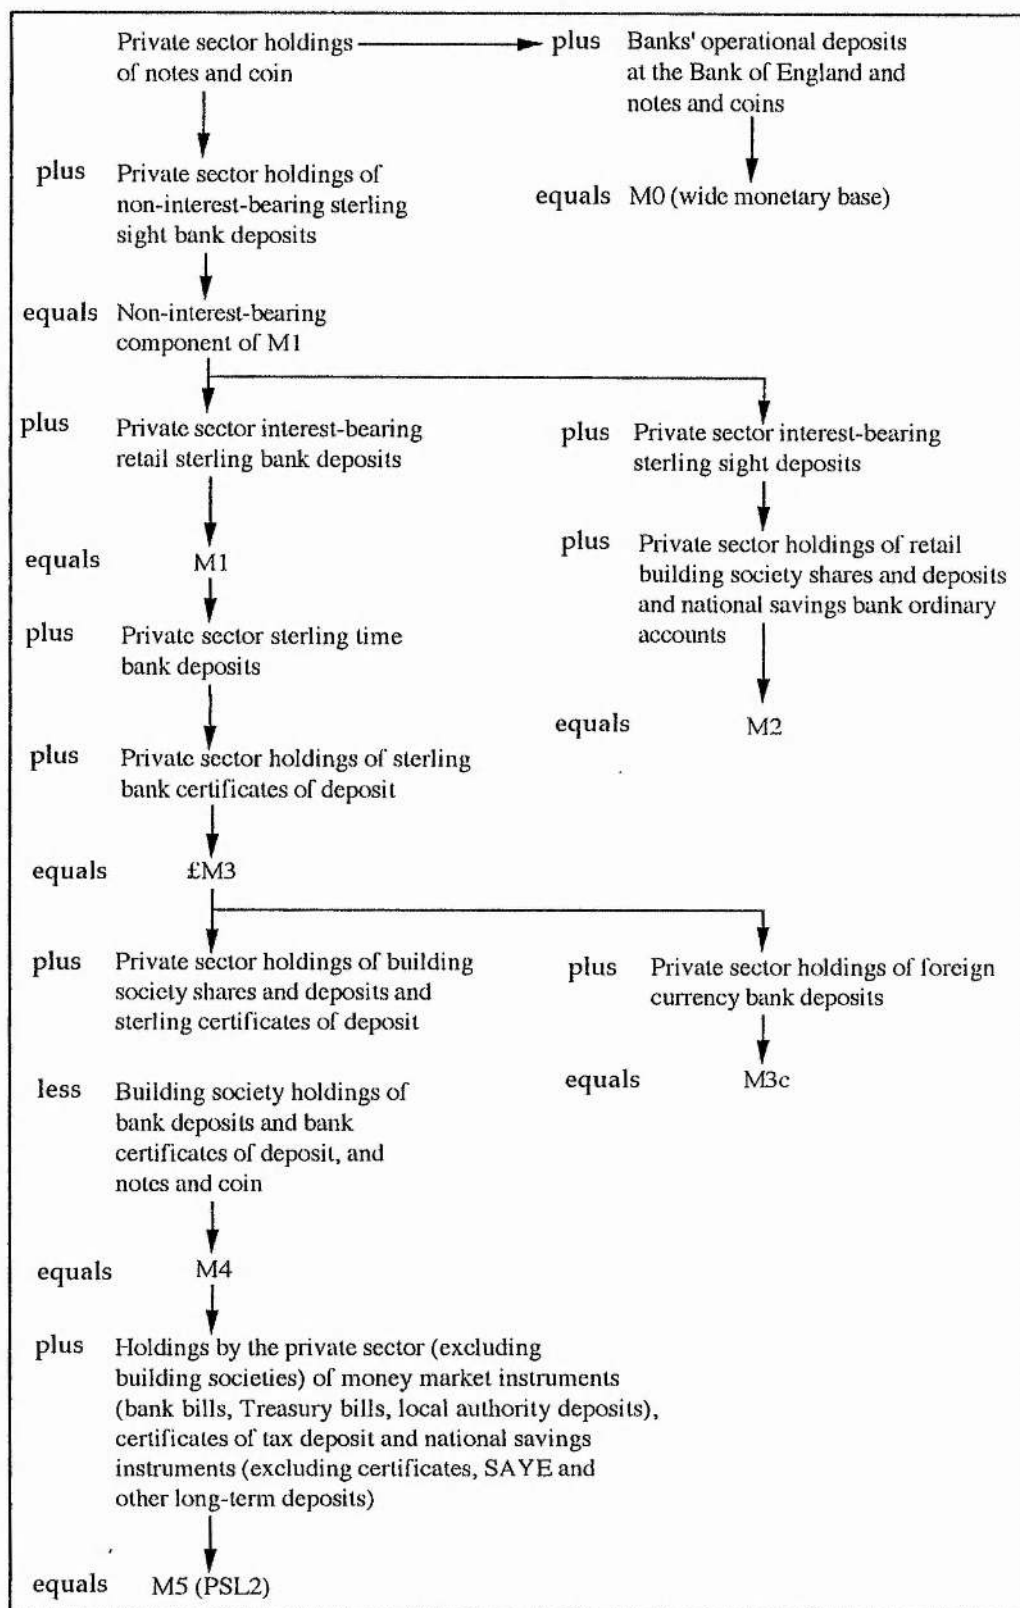 Private sector holdings
of notes and coin
plus Banks' operational deposits
at the Bank of England and
notes and coins
plus Private sector holdings of
non-interest-bearing sterling
sight bank deposits
equals M0 (wide monetary base)
equals Non-interest-bearing
component of M1
plus Private sector interest-bearing
retail sterling bank deposits
plus Private sector interest-bearing
sterling sight deposits
equals M1
plus Private sector holdings of retail
building society shares and deposits
and national savings bank ordinary
accounts
plus Private sector sterling time
bank deposits
equals M2
plus Private sector holdings of sterling
bank certificates of deposit
equals £M3
plus Private sector holdings of building
society shares and deposits and
sterling certificates of deposit
plus Private sector holdings of foreign
currency bank deposits
equals M3c
less Building society holdings of
bank deposits and bank
certificates of deposit, and
notes and coin
equals M4
plus Holdings by the private sector (excluding
building societies) of money market instruments
(bank bills, Treasury bills, local authority deposits),
certificates of tax deposit and national savings
instruments (excluding certificates, SAYE and
other long-term deposits)
equals M5 (PSL2)